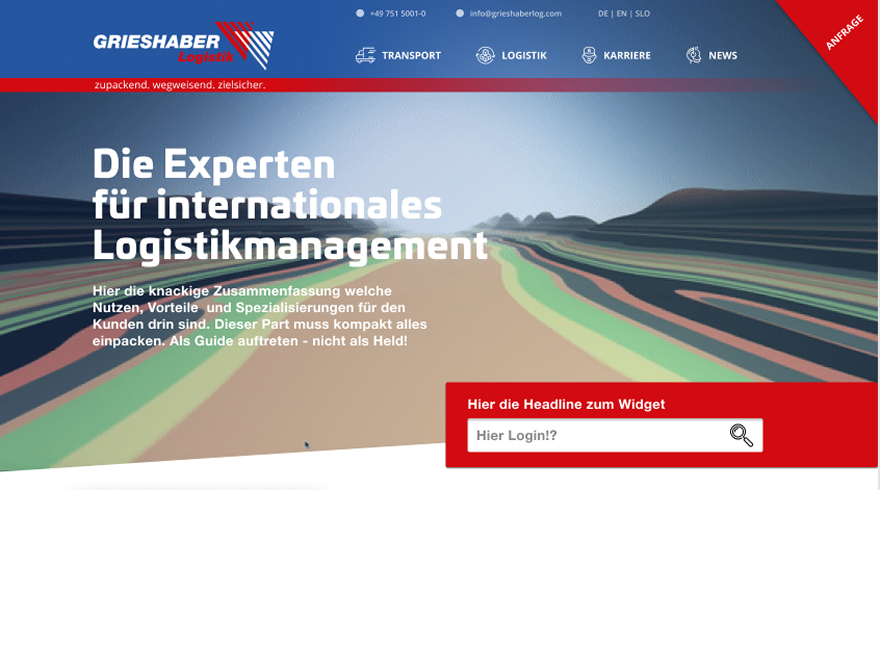 +49 751 5001-0
info@grieshaberlog.com
DE | EN | SLO
ANFRAGE
GRIESHABER
Logistik
TRANSPORT
LOGISTIK
KARRIERE
NEWS
zupackend. wegweisend. zielsicher.
Die Experten
für internationales
Logistikmanagement
Hier die knackige Zusammenfassung welche
Nutzen, Vorteile und Spezialisierungen für den
Kunden drin sind. Dieser Part muss kompakt alles
einpacken. Als Guide auftreten - nicht als Held!
Hier die Headline zum Widget
Hier Login!?